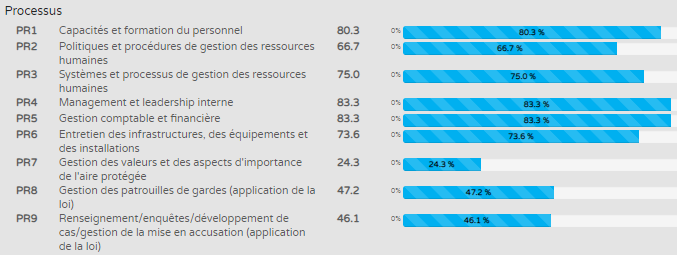 Processus
PR1 Capacités et formation du personnel 80.3 0% 80.3 %
PR2 Politiques et procédures de gestion des ressources 66.7 0% 66.7 %
humaines
PR3 Systèmes et processus de gestion des ressources 75.0 0% 75.0 %
humaines
PR4 Management et leadership interne 83.3 0% 83.3 %
PR5 Gestion comptable et financière 83.3 0% 83.3 %
PR6 Entretien des infrastructures, des équipements et 73.6 0% 73.6 %
des installations
PR7 Gestion des valeurs et des aspects d'importance 24.3 0% 24.3 %
de l'aire protégée
PR8 Gestion des patrouilles de gardes (application de la 47.2 0% 47.2 %
loi)
PR9 Renseignement/enquêtes/développement de 46.1 0% 46.1 %
cas/gestion de la mise en accusation (application
de la loi)